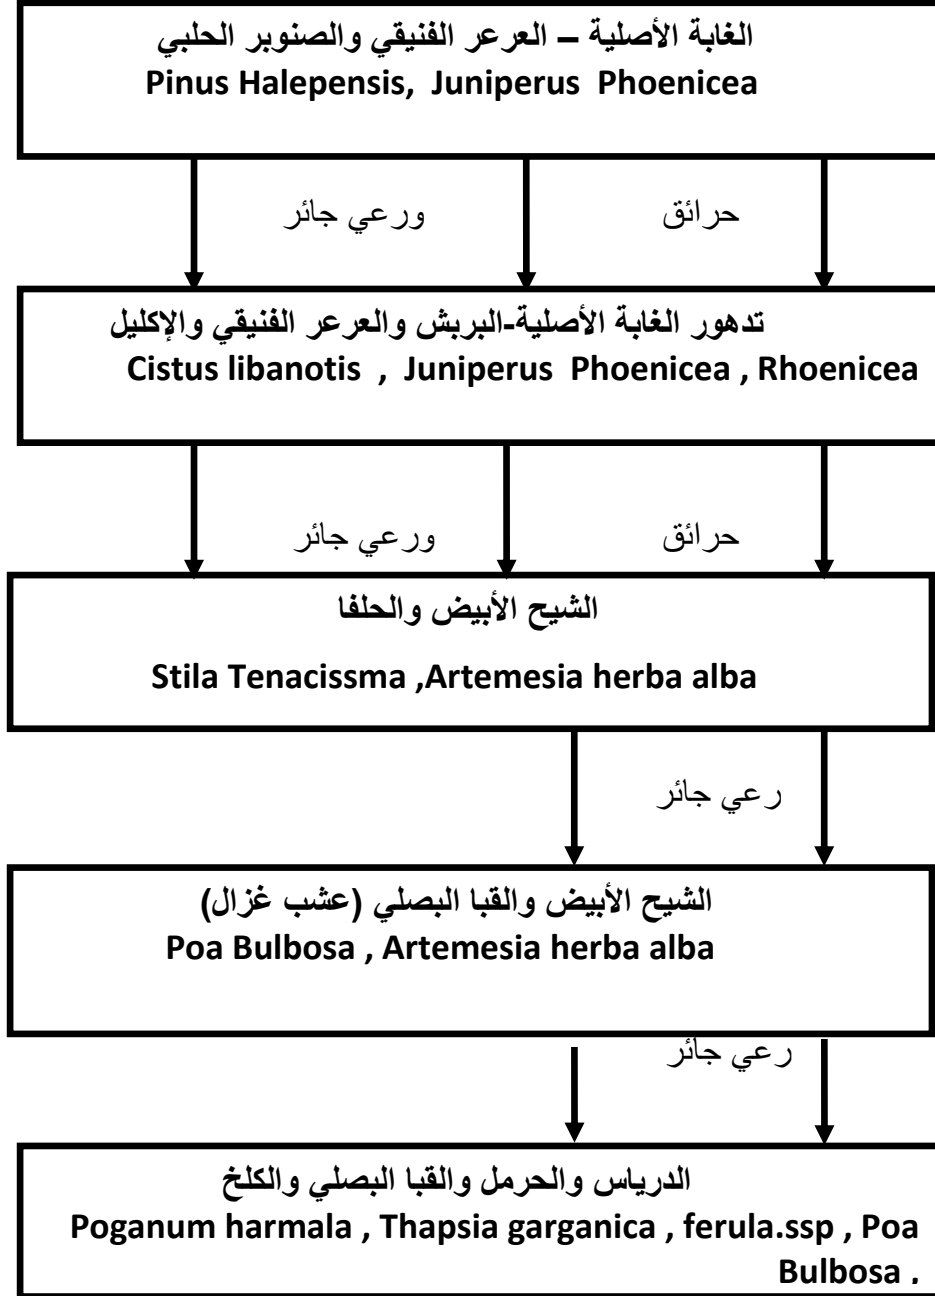 الغابة الأصلية – العرعر الفنيقي والصنوبر الحلبي
Pinus Halepensis, Juniperus Phoenicea
حرائق ورعي جائر
تدهور الغابة الأصلية-البربش والعرعر الفنيقي والإكليل
Cistus libanotis , Juniperus Phoenicea , Rhoenicea
حرائق ورعي جائر
الشيح الأبيض والحلفا
Stila Tenacissma ,Artemesia herba alba
رعي جائر
الشيح الأبيض والقبا البصلي (عشب غزال)
Poa Bulbosa , Artemesia herba alba
رعي جائر
الدرياس والحرمل والقبا البصلي والكلخ
Poganum harmala , Thapsia garganica , ferula.ssp , Poa
Bulbosa ,